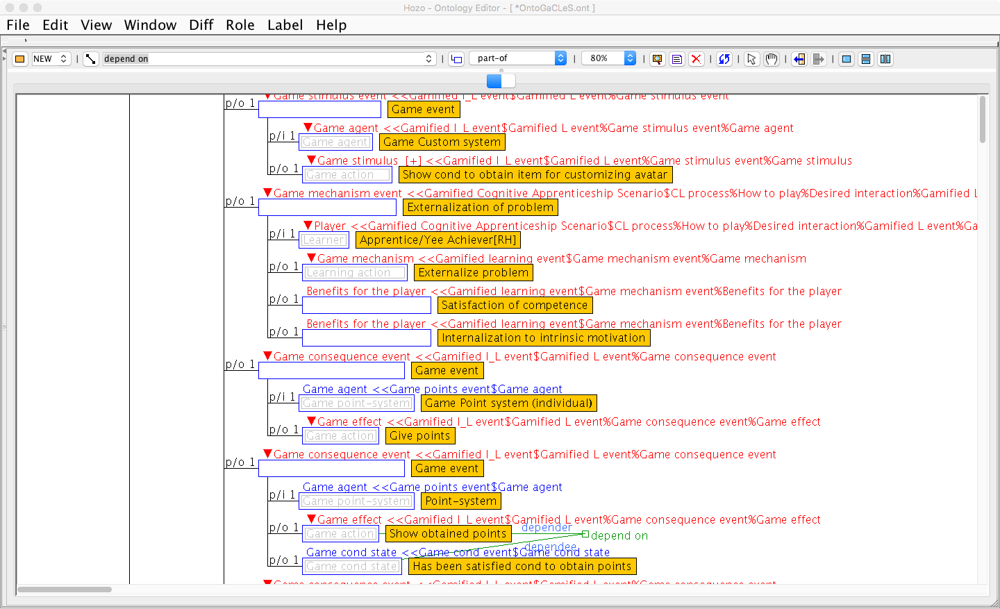 Hozo - Ontology Editor - [ *OntoGaCLeS.ont ]
File Edit View Window Diff Role Label Help
NEW depend on part-of 80%
Game stimulus event <<Gamified I_L event$Gamified L event%Game stimulus event
p/o 1 Game event
Game agent <<Gamified I_L event$Gamified L event%Game stimulus event%Game agent
p/i 1 Game agent Game Custom system
Game stimulus [+] <<Gamified I_L event$Gamified L event%Game stimulus event%Game stimulus
p/o 1 Game action Show cond to obtain item for customizing avatar
Game mechanism event <<Gamified Cognitive Apprenticeship Scenario$CL process%How to play%Desired interaction%Gamified L
p/o 1 Externalization of problem
Player <<Gamified Cognitive Apprenticeship Scenario$CL process%How to play%Desired interaction%Gamified L event%Ga
p/i 1 Learner Apprentice/Yee Achiever[RH]
Game mechanism <<Gamified learning event$Game mechanism event%Game mechanism
p/o 1 Learning action Externalize problem
Benefits for the player <<Gamified learning event$Game mechanism event%Benefits for the player
p/o 1 Satisfaction of competence
Benefits for the player <<Gamified learning event$Game mechanism event%Benefits for the player
p/o 1 Internalization to intrinsic motivation
Game consequence event <<Gamified I_L event$Gamified L event%Game consequence event
p/o 1 Game event
Game agent <<Game points event$Game agent
p/i 1 Game point-system Game Point system (individual)
Game effect <<Gamified I_L event$Gamified L event%Game consequence event%Game effect
p/o 1 Game action Give points
Game consequence event <<Gamified I_L event$Gamified L event%Game consequence event
p/o 1 Game event
Game agent <<Game points event$Game agent
p/i 1 Game point-system Point-system
Game effect <<Gamified I_L event$Gamified L event%Game consequence event%Game effect
depender
p/o 1 Game action Show obtained points depend on
dependee
Game cond state <<Game cond event$Game cond state
p/o 1 Game cond state Has been satisfied cond to obtain points
Game consequence event <<Gamified I_L event$Gamified L event%Game consequence event